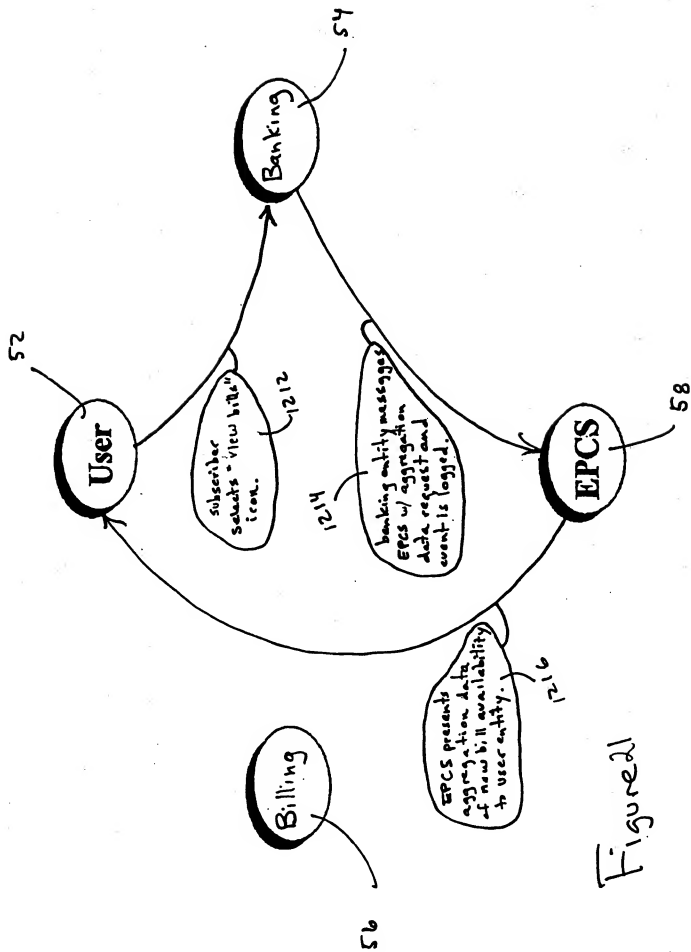 52
User
54
Banking
subscriber
selects "view bills"
icon.
1212
1214
banking entity messages
EPCS w/ aggregation
data request and
event is logged.
EPCS
58
EPCS presents
aggregation data
of new bill availability
to user entity.
1216
Billing
56
Figure 21